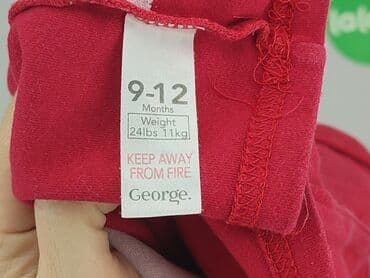 9-12
Months
Weight
24lbs 11kg
KEEP AWAY
FROM FIRE
George.